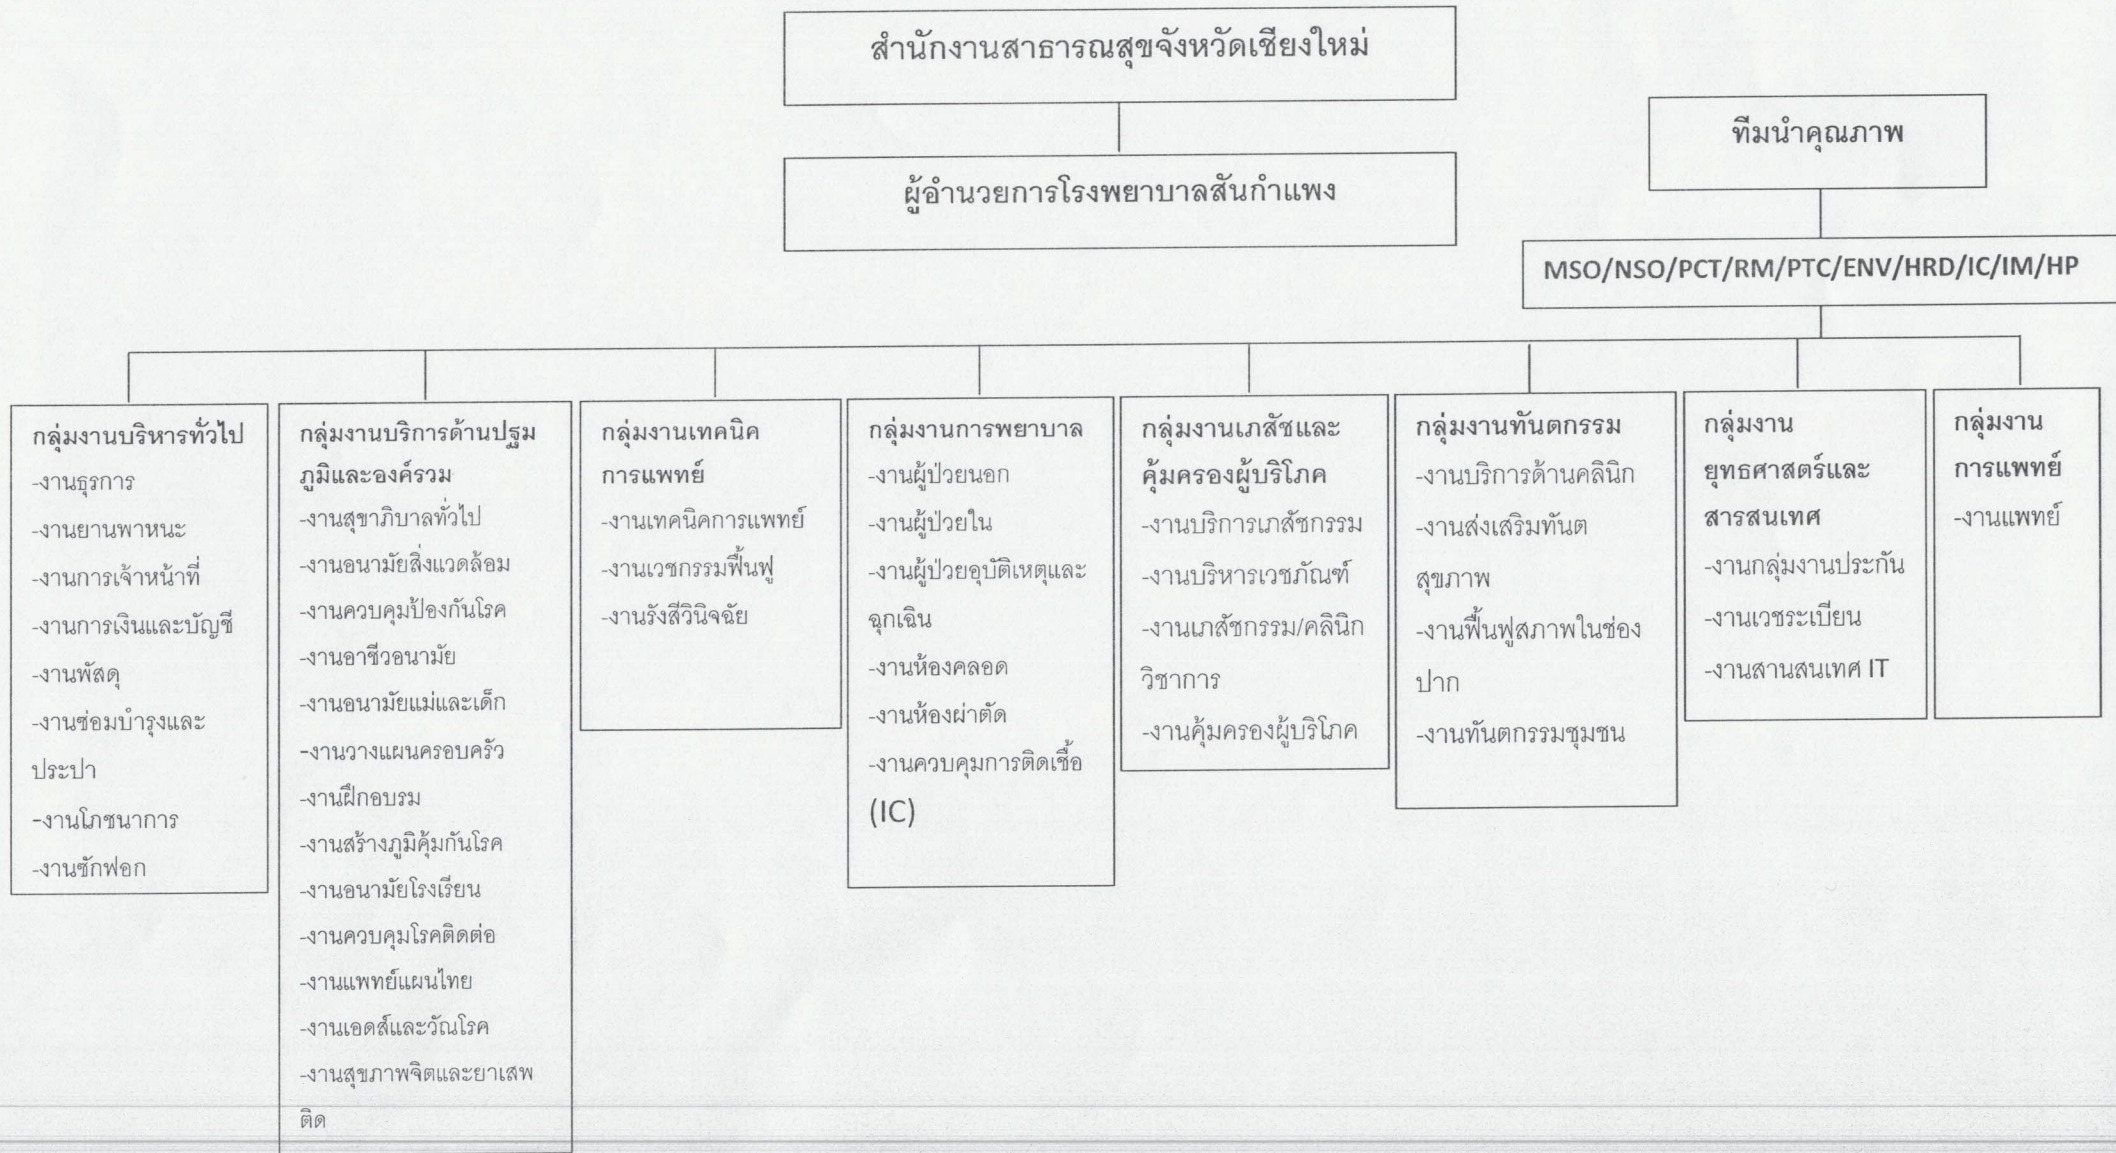 สำนักงานสาธารณสุขจังหวัดเชียงใหม่
ผู้อำนวยการโรงพยาบาลสันกำแพง
ทีมนำคุณภาพ
MSO/NSO/PCT/RM/PTC/ENV/HRD/IC/IM/HP
กลุ่มงานบริหารทั่วไป
-งานธุรการ
-งานยานพาหนะ
-งานการเจ้าหน้าที่
-งานการเงินและบัญชี
-งานพัสดุ
-งานซ่อมบำรุงและ
ประปา
-งานโภชนาการ
-งานซักฟอก
กลุ่มงานบริการด้านปฐม
ภูมิและองค์รวม
-งานสุขาภิบาลทั่วไป
-งานอนามัยสิ่งแวดล้อม
-งานควบคุมป้องกันโรค
-งานอาชีวอนามัย
-งานอนามัยแม่และเด็ก
-งานวางแผนครอบครัว
-งานฝึกอบรม
-งานสร้างภูมิคุ้มกันโรค
-งานอนามัยโรงเรียน
-งานควบคุมโรคติดต่อ
-งานแพทย์แผนไทย
-งานเอดส์และวัณโรค
-งานสุขภาพจิตและยาเสพ
ติด
กลุ่มงานเทคนิค
การแพทย์
-งานเทคนิคการแพทย์
-งานเวชกรรมฟื้นฟู
-งานรังสีวินิจฉัย
กลุ่มงานการพยาบาล
-งานผู้ป่วยนอก
-งานผู้ป่วยใน
-งานผู้ป่วยอุบัติเหตุและ
ฉุกเฉิน
-งานห้องคลอด
-งานห้องผ่าตัด
-งานควบคุมการติดเชื้อ
(IC)
กลุ่มงานเภสัชและ
คุ้มครองผู้บริโภค
-งานบริการเภสัชกรรม
-งานบริหารเวชภัณฑ์
-งานเภสัชกรรม/คลินิก
วิชาการ
-งานคุ้มครองผู้บริโภค
กลุ่มงานทันตกรรม
-งานบริการด้านคลินิก
-งานส่งเสริมทันต
สุขภาพ
-งานฟื้นฟูสภาพในช่อง
ปาก
-งานทันตกรรมชุมชน
กลุ่มงาน
ยุทธศาสตร์และ
สารสนเทศ
-งานกลุ่มงานประกัน
-งานเวชระเบียน
-งานสานสนเทศ IT
กลุ่มงาน
การแพทย์
-งานแพทย์